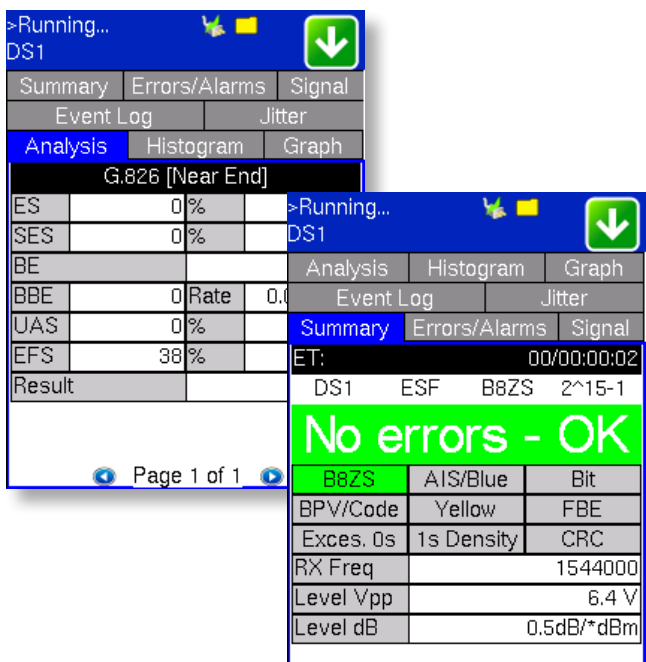 >Running...
DS1
Summary Errors/Alarms Signal
Event Log Jitter
Analysis Histogram Graph
G.826 [Near End]
ES 0 %
SES 0 %
BE
BBE 0 Rate
UAS 0 %
EFS 38 %
Result
Page 1 of 1
>Running...
DS1
Analysis Histogram Graph
Event Log Jitter
Summary Errors/Alarms Signal
ET: 00/00:00:02
DS1 ESF B8ZS 2^15-1
No errors - OK
B8ZS AIS/Blue Bit
BPV/Code Yellow FBE
Exces. 0s 1s Density CRC
RX Freq 1544000
Level Vpp 6.4 V
Level dB 0.5dB/*dBm